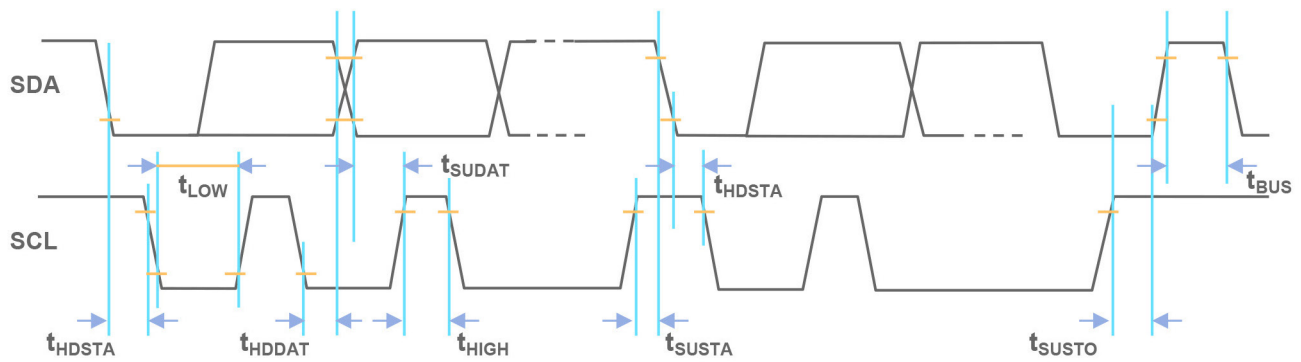 SDA
tSUDAT
tLOW
tHDSTA
tBUS
SCL
tHDSTA
tHDDAT
tHIGH
tSUSTA
tSUSTO